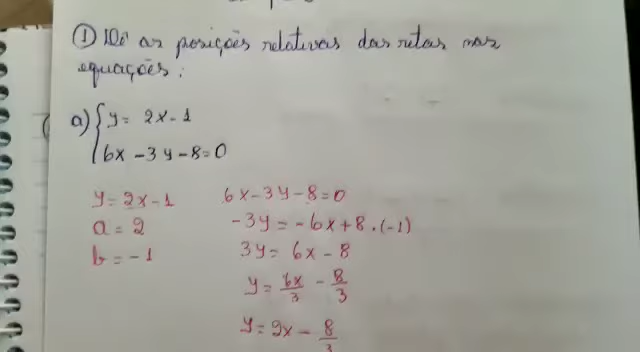 ① Dê as posições relativas das retas nas
equações:
a) { y = 2x - 1
6x - 3y - 8 = 0
y = 2x - 1
a = 2
b = -1
6x - 3y - 8 = 0
-3y = -6x + 8 · (-1)
3y = 6x - 8
y = 6x/3 - 8/3
y = 2x - 8/3